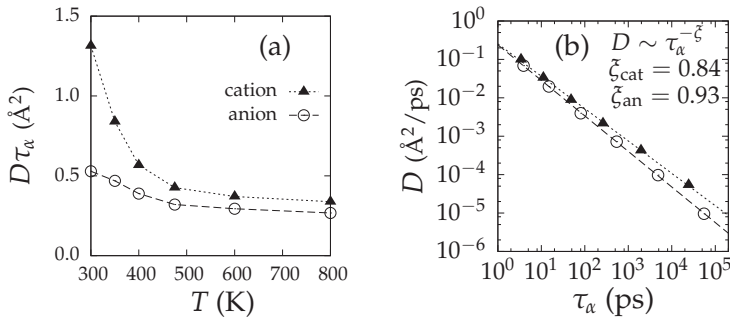 (a)
cation
anion
1.5
1.0
0.5
0.0
Dτα (Å²)
300 400 500 600 700 800
T (K)
(b)
D ∼ τα^−ξ
ξcat = 0.84
ξan = 0.93
10⁰
10⁻¹
10⁻²
10⁻³
10⁻⁴
10⁻⁵
10⁻⁶
D (Å²/ps)
10⁰ 10¹ 10² 10³ 10⁴ 10⁵
τα (ps)